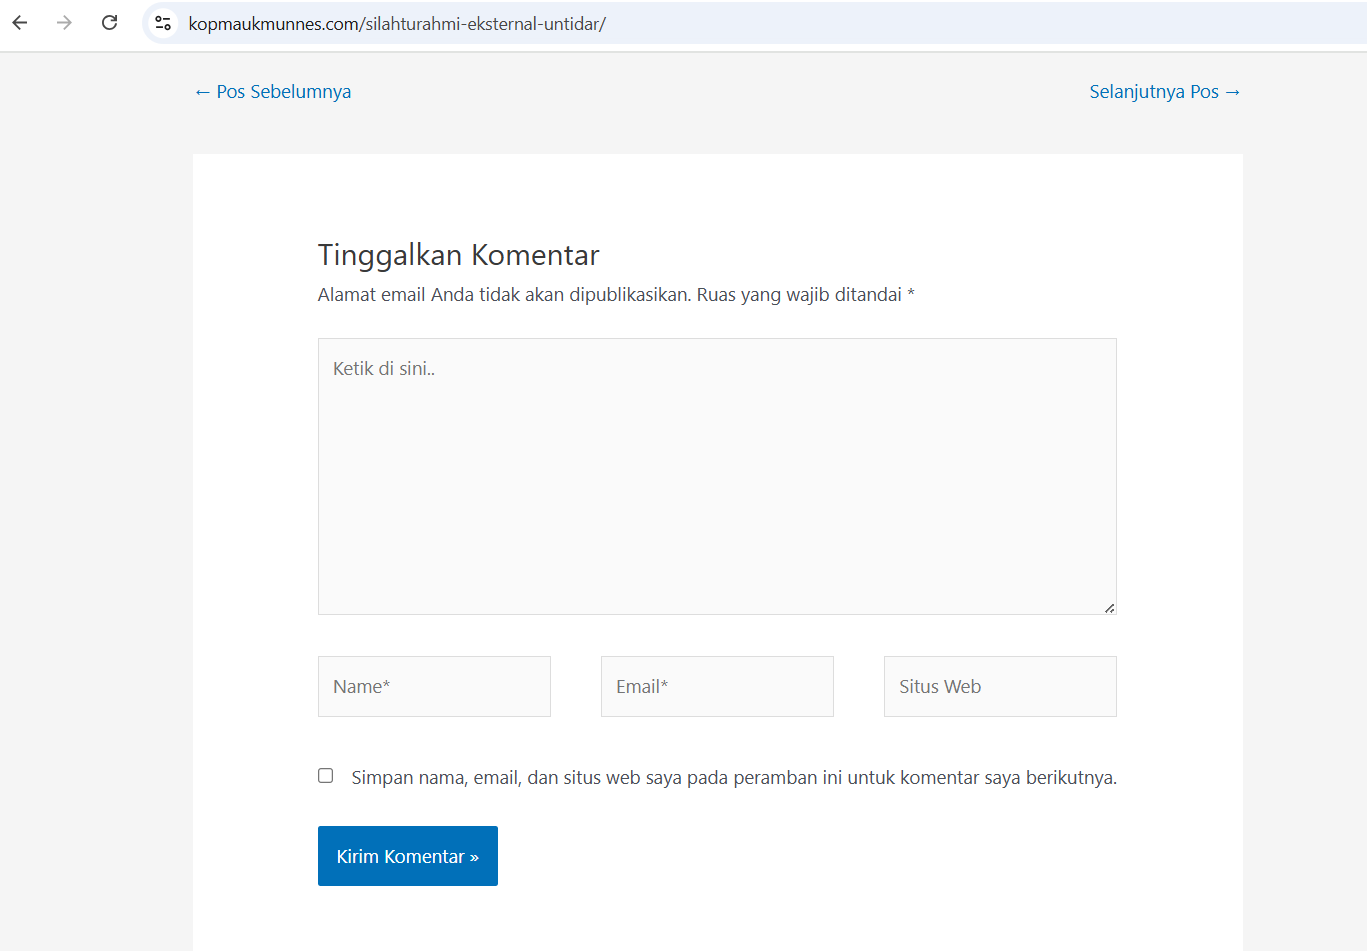 kopmaukmunnes.com/silahturahmi-eksternal-untidar/
← Pos Sebelumnya
Selanjutnya Pos →
Tinggalkan Komentar
Alamat email Anda tidak akan dipublikasikan. Ruas yang wajib ditandai *
Ketik di sini..
Name*
Email*
Situs Web
Simpan nama, email, dan situs web saya pada peramban ini untuk komentar saya berikutnya.
Kirim Komentar »